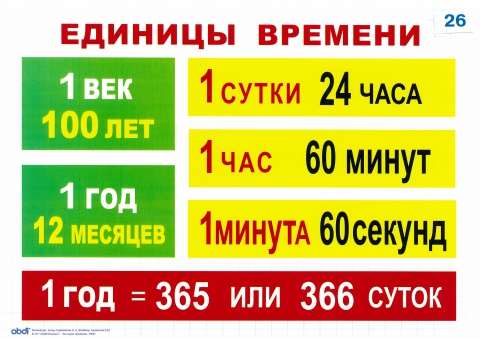 26
ЕДИНИЦЫ ВРЕМЕНИ
1 ВЕК
100 ЛЕТ
1 ГОД
12 МЕСЯЦЕВ
1 СУТКИ 24 ЧАСА
1 ЧАС 60 МИНУТ
1 МИНУТА 60 СЕКУНД
1 ГОД = 365 ИЛИ 366 СУТОК